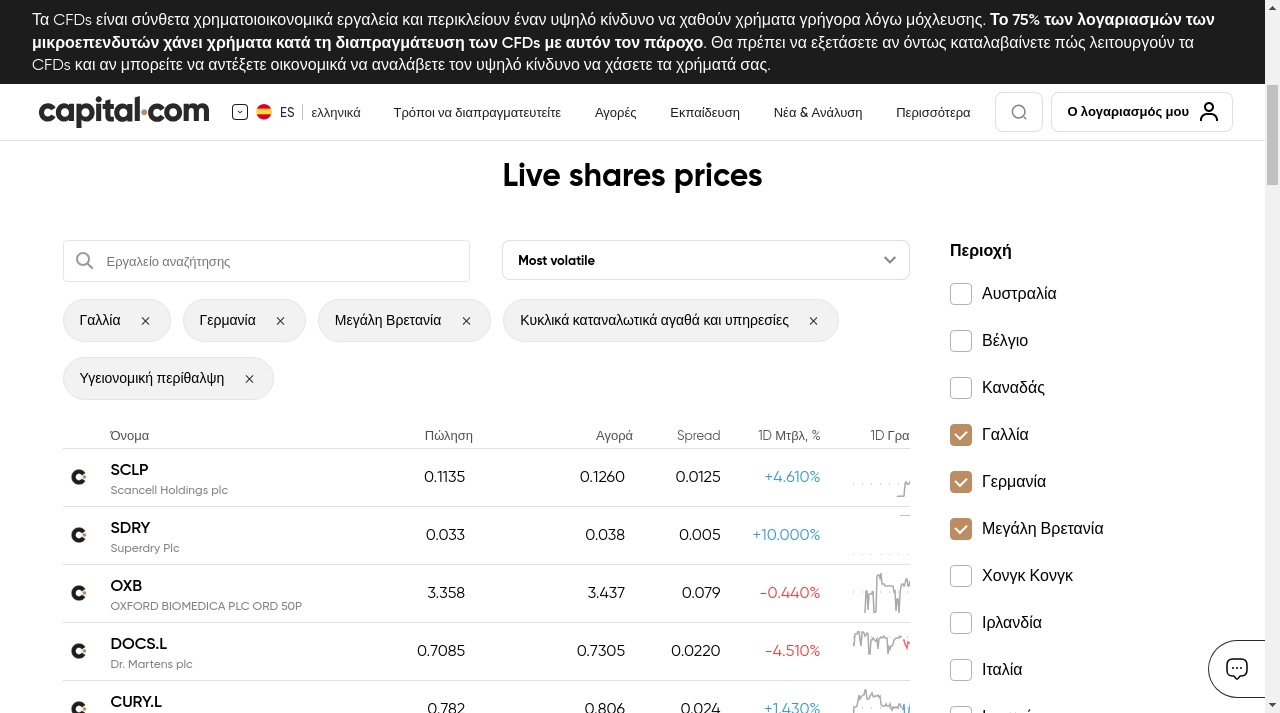 Τα CFDs είναι σύνθετα χρηματοιοικονομικά εργαλεία και περικλείουν έναν υψηλό κίνδυνο να χαθούν χρήματα γρήγορα λόγω μόχλευσης. Το 75% των λογαριασμών των
μικροεπενδυτών χάνει χρήματα κατά τη διαπραγμάτευση των CFDs με αυτόν τον πάροχο. Θα πρέπει να εξετάσετε αν όντως καταλαβαίνετε πώς λειτουργούν τα
CFDs και αν μπορείτε να αντέξετε οικονομικά να αναλάβετε τον υψηλό κίνδυνο να χάσετε τα χρήματά σας.
capital.com ES ελληνικά Τρόποι να διαπραγματευτείτε Αγορές Εκπαίδευση Νέα & Ανάλυση Περισσότερα Ο λογαριασμός μου
Live shares prices
Εργαλείο αναζήτησης Most volatile
Γαλλία Γερμανία Μεγάλη Βρετανία Κυκλικά καταναλωτικά αγαθά και υπηρεσίες
Υγειονομική περίθαλψη
Όνομα Πώληση Αγορά Spread 1D Μτβλ, % 1D Γρα
SCLP 0.1135 0.1260 0.0125 +4.610%
Scancell Holdings plc
SDRY 0.033 0.038 0.005 +10.000%
Superdry Plc
OXB 3.358 3.437 0.079 -0.440%
OXFORD BIOMEDICA PLC ORD 50P
DOCS.L 0.7085 0.7305 0.0220 -4.510%
Dr. Martens plc
CURY.L 0.782 0.806 0.024 +1.430%
Περιοχή
Αυστραλία
Βέλγιο
Καναδάς
Γαλλία
Γερμανία
Μεγάλη Βρετανία
Χονγκ Κονγκ
Ιρλανδία
Ιταλία